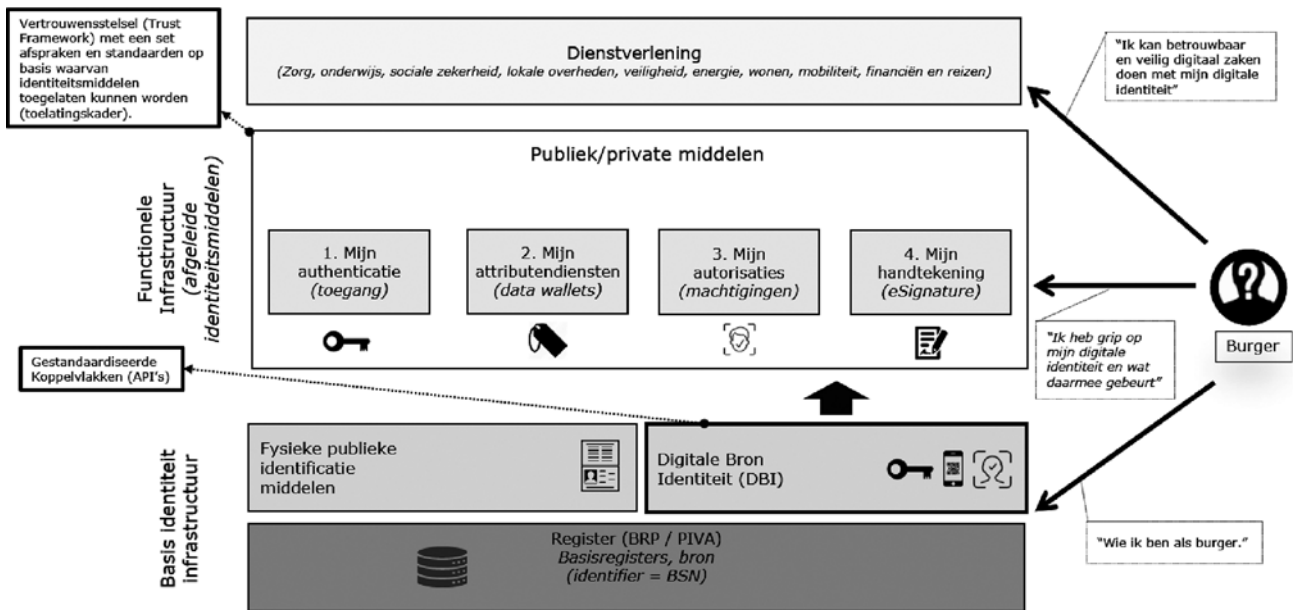 Vertrouwensstelsel (Trust
Framework) met een set
afspraken en standaarden op
basis waarvan
identiteitsmiddelen
toegelaten kunnen worden
(toelatingskader).
Dienstverlening
(Zorg, onderwijs, sociale zekerheid, lokale overheden, veiligheid, energie, wonen, mobiliteit, financiën en reizen)
"Ik kan betrouwbaar
en veilig digitaal zaken
doen met mijn digitale
identiteit"
Functionele
Infrastructuur
(afgeleide
identiteitsmiddelen)
Publiek/private middelen
1. Mijn
authenticatie
(toegang)
2. Mijn
attributendiensten
(data wallets)
3. Mijn
autorisaties
(machtigingen)
4. Mijn
handtekening
(eSignature)
Burger
"Ik heb grip op
mijn digitale
identiteit en wat
daarmee gebeurt"
Gestandaardiseerde
Koppelvlakken (API's)
Basis identiteit
infrastructuur
Fysieke publieke
identificatie
middelen
Digitale Bron
Identiteit (DBI)
Register (BRP / PIVA)
Basisregisters, bron
(identifier = BSN)
"Wie ik ben als burger."